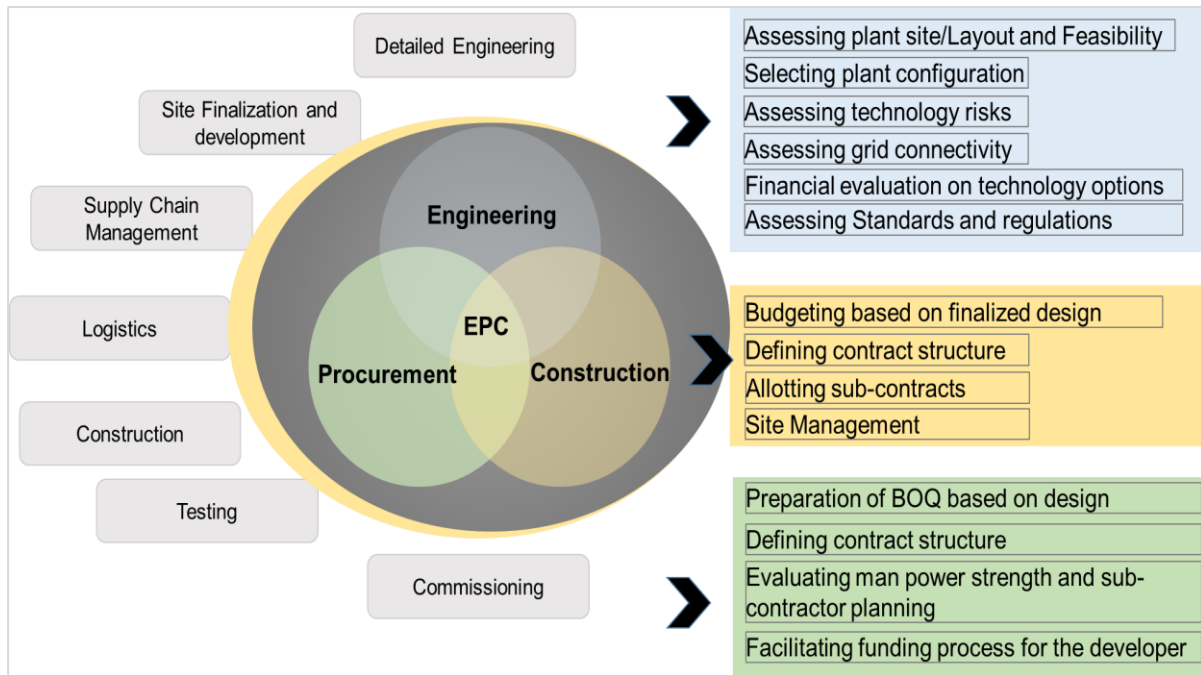 Detailed Engineering
Site Finalization and
development
Supply Chain
Management
Logistics
Construction
Testing
Commissioning
Engineering
EPC
Procurement
Construction
Assessing plant site/Layout and Feasibility
Selecting plant configuration
Assessing technology risks
Assessing grid connectivity
Financial evaluation on technology options
Assessing Standards and regulations
Budgeting based on finalized design
Defining contract structure
Allotting sub-contracts
Site Management
Preparation of BOQ based on design
Defining contract structure
Evaluating man power strength and sub-
contractor planning
Facilitating funding process for the developer